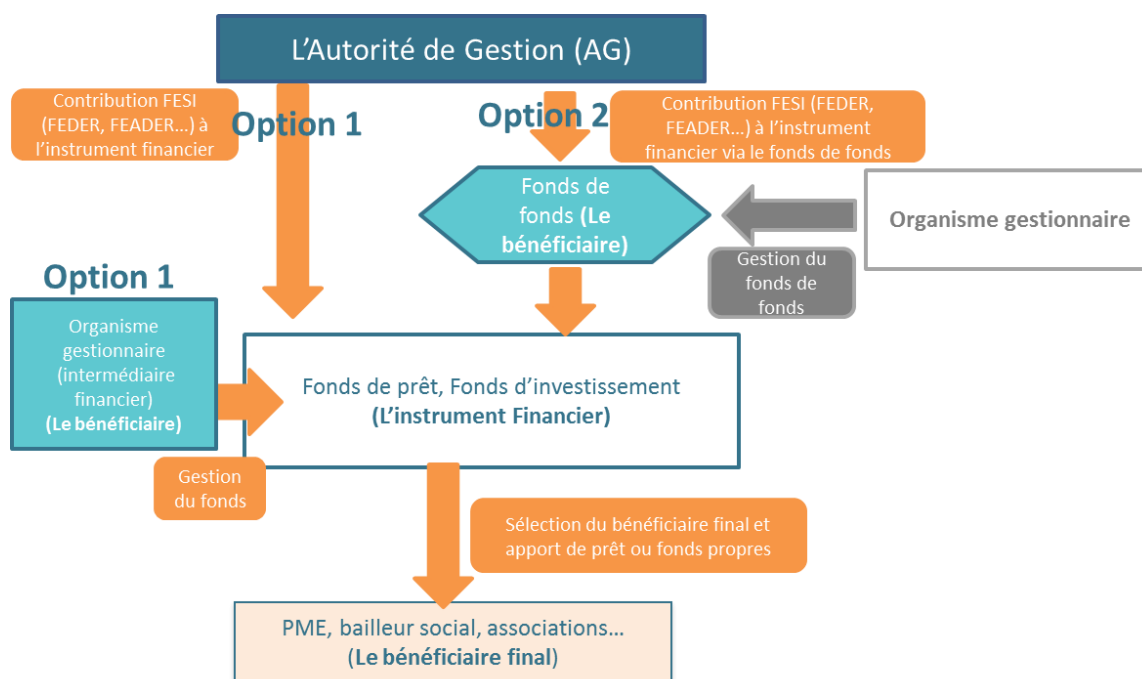 L'Autorité de Gestion (AG)
Contribution FESI
(FEDER, FEADER...) à
l'instrument financier
Option 1
Option 2
Contribution FESI (FEDER,
FEADER...) à l'instrument
financier via le fonds de fonds
Fonds de
fonds (Le
bénéficiaire)
Organisme gestionnaire
Gestion du
fonds de
fonds
Option 1
Organisme
gestionnaire
(intermédiaire
financier)
(Le bénéficiaire)
Fonds de prêt, Fonds d'investissement
(L'instrument Financier)
Gestion
du fonds
Sélection du bénéficiaire final et
apport de prêt ou fonds propres
PME, bailleur social, associations...
(Le bénéficiaire final)